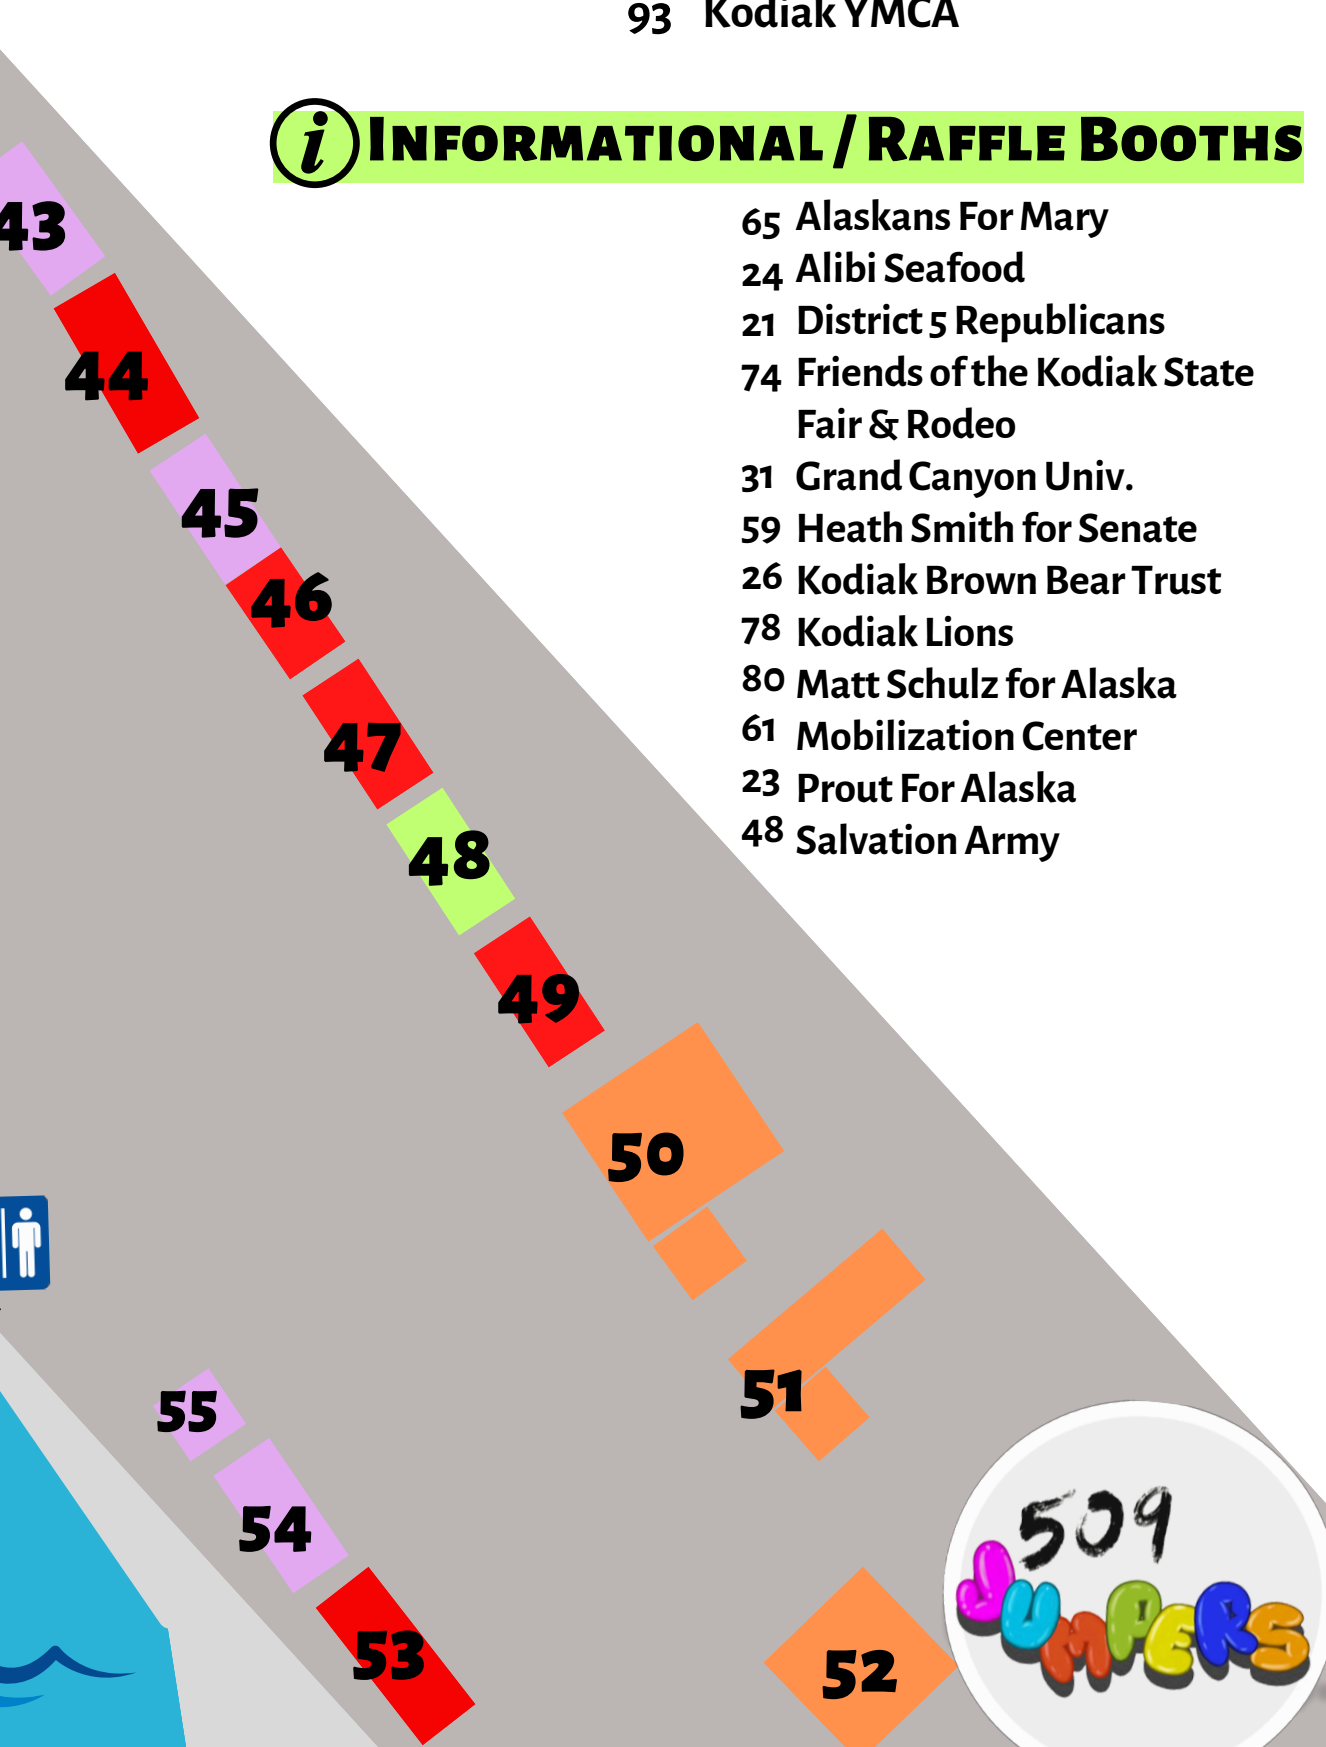 93 Kodiak YMCA
i INFORMATIONAL / RAFFLE BOOTHS
65 Alaskans For Mary
24 Alibi Seafood
21 District 5 Republicans
74 Friends of the Kodiak State
Fair & Rodeo
31 Grand Canyon Univ.
59 Heath Smith for Senate
26 Kodiak Brown Bear Trust
78 Kodiak Lions
80 Matt Schulz for Alaska
61 Mobilization Center
23 Prout For Alaska
48 Salvation Army
43
44
45
46
47
48
49
50
51
55
54
53
52
509
JUMPERS